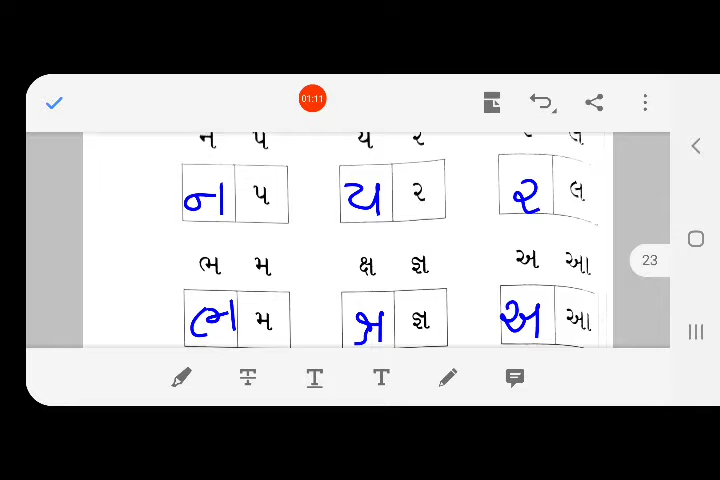 01:11
ન પ ય ર લ
ન પ ય ર ર લ
23
ભ મ ક્ષ જ્ઞ અ આ
ભ મ ક્ષ જ્ઞ અ આ